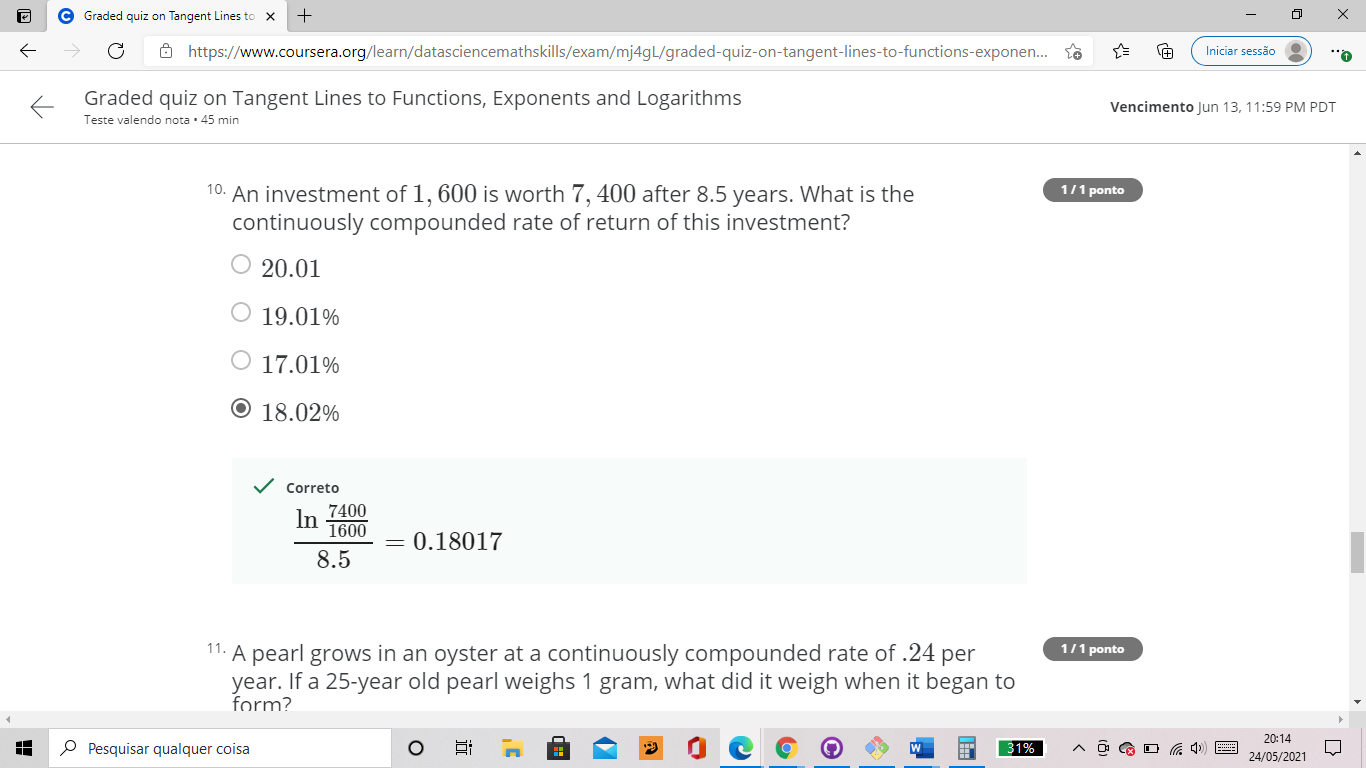 Graded quiz on Tangent Lines to
https://www.coursera.org/learn/datasciencemathskills/exam/mj4gL/graded-quiz-on-tangent-lines-to-functions-exponen...
Iniciar sessão
Graded quiz on Tangent Lines to Functions, Exponents and Logarithms
Teste valendo nota • 45 min
Vencimento Jun 13, 11:59 PM PDT
10. An investment of 1,600 is worth 7,400 after 8.5 years. What is the
continuously compounded rate of return of this investment?
1 / 1 ponto
20.01
19.01%
17.01%
18.02%
Correto
ln 7400/1600 / 8.5 = 0.18017
11. A pearl grows in an oyster at a continuously compounded rate of .24 per
year. If a 25-year old pearl weighs 1 gram, what did it weigh when it began to
form?
1 / 1 ponto
Pesquisar qualquer coisa
31%
20:14
24/05/2021